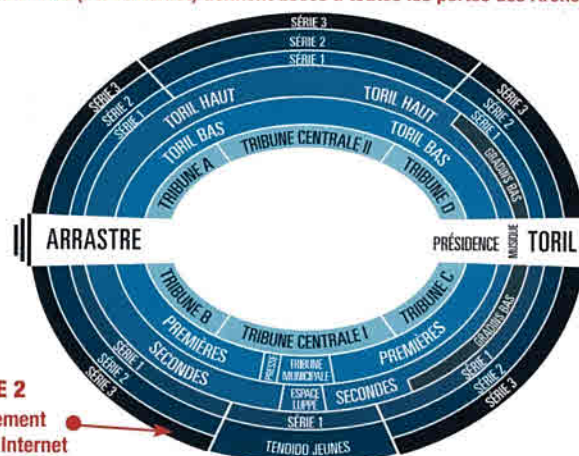 SÉRIE 3
SÉRIE 2
SÉRIE 1
SÉRIE 3
SÉRIE 2
SÉRIE 1
SÉRIE 3
SÉRIE 1
TORIL HAUT
TORIL HAUT
TORIL BAS
TORIL BAS
GRADINS BAS
TRIBUNE A
TRIBUNE CENTRALE II
TRIBUNE D
ARRASTRE
PRÉSIDENCE
MUSIQUE
TORIL
TRIBUNE B
TRIBUNE CENTRALE I
TRIBUNE C
GRADINS BAS
PREMIÈRES
PRESSE
TRIBUNE
MUNICIPALE
PREMIÈRES
SECONDES
ESPACE
LUPPÉ
SECONDES
SÉRIE 1
SÉRIE 2
SÉRIE 3
SÉRIE 1
SÉRIE 1
SÉRIE 2
SÉRIE 3
TENDIDO JEUNES
E 2
ement
Internet